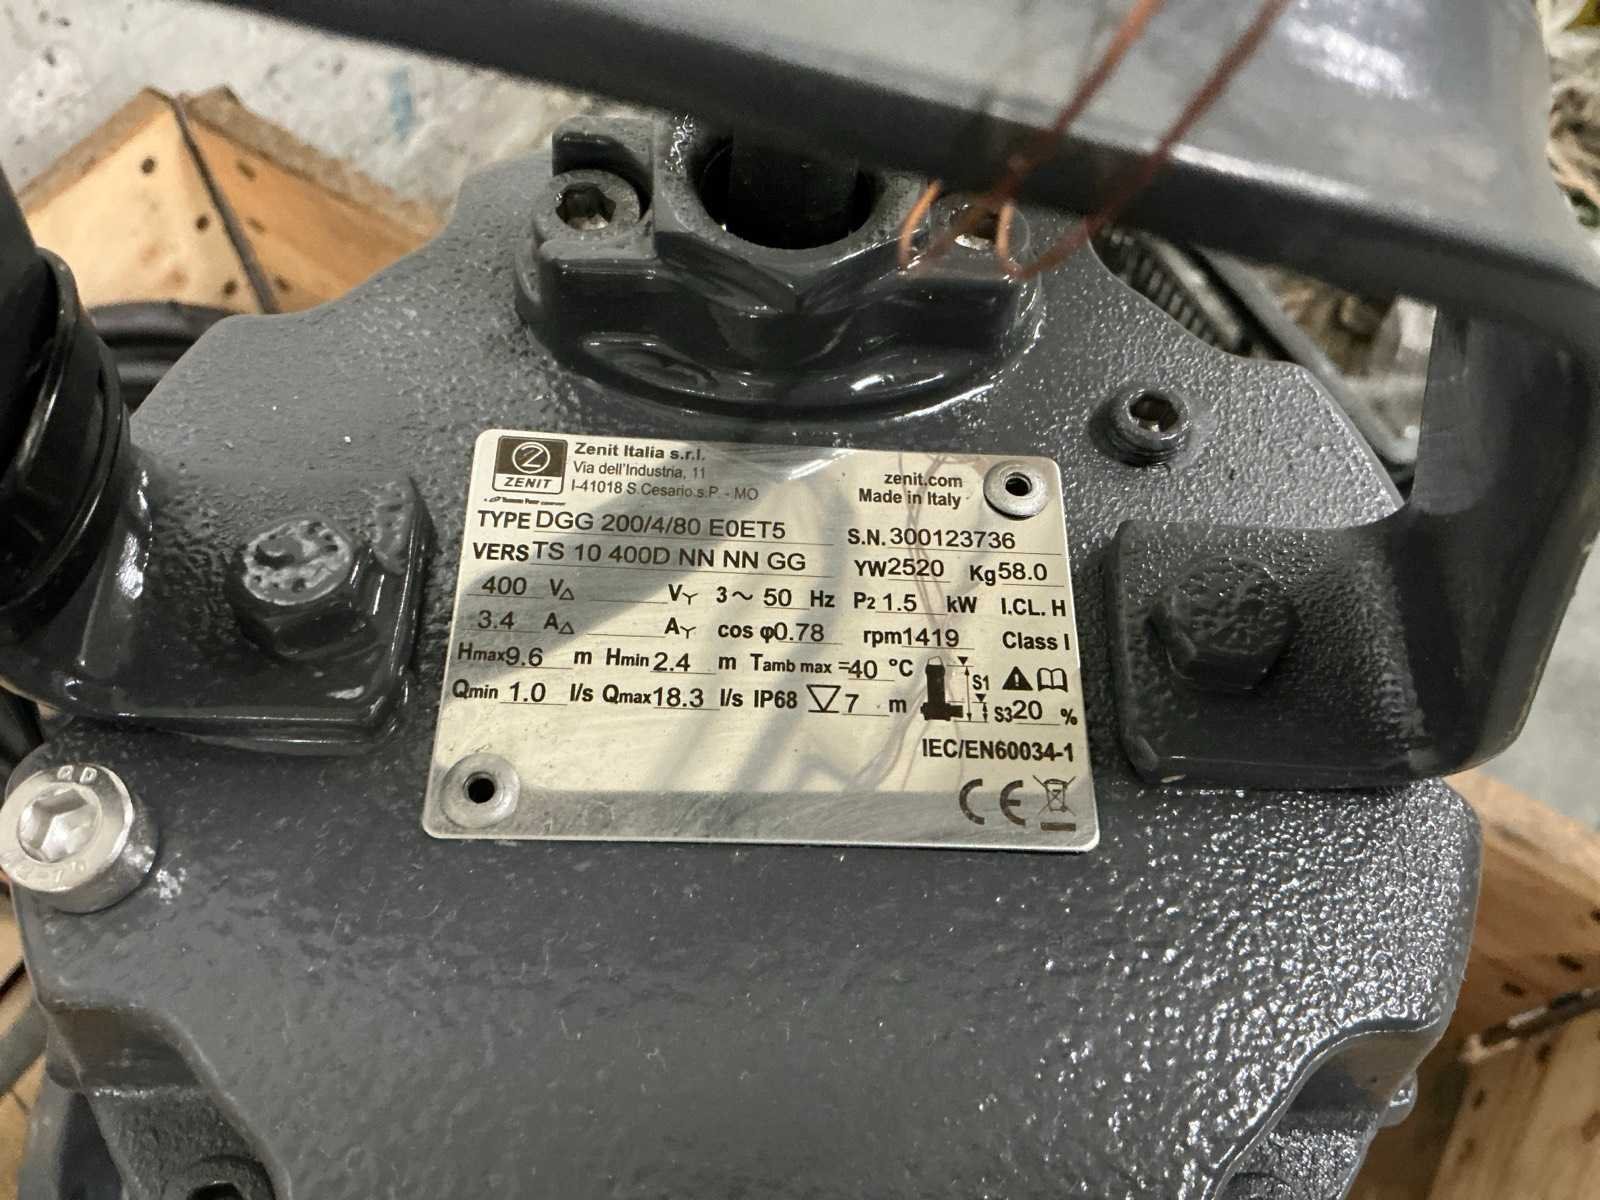 ZENIT
Zenit Italia s.r.l.
Via dell'Industria, 11
I-41018 S.Cesario s.P. - MO
zenit.com
Made in Italy
TYPE DGG 200/4/80 E0ET5 S.N. 300123736
VERS TS 10 400D NN NN GG YW2520 Kg 58.0
400 V△ VY 3~ 50 Hz P2 1.5 kW I.CL. H
3.4 A△ AY cos φ0.78 rpm1419 Class I
Hmax9.6 m Hmin 2.4 m Tamb max =40 °C
S1
Qmin 1.0 l/s Qmax18.3 l/s IP68 7 m S320 %
IEC/EN60034-1
CE